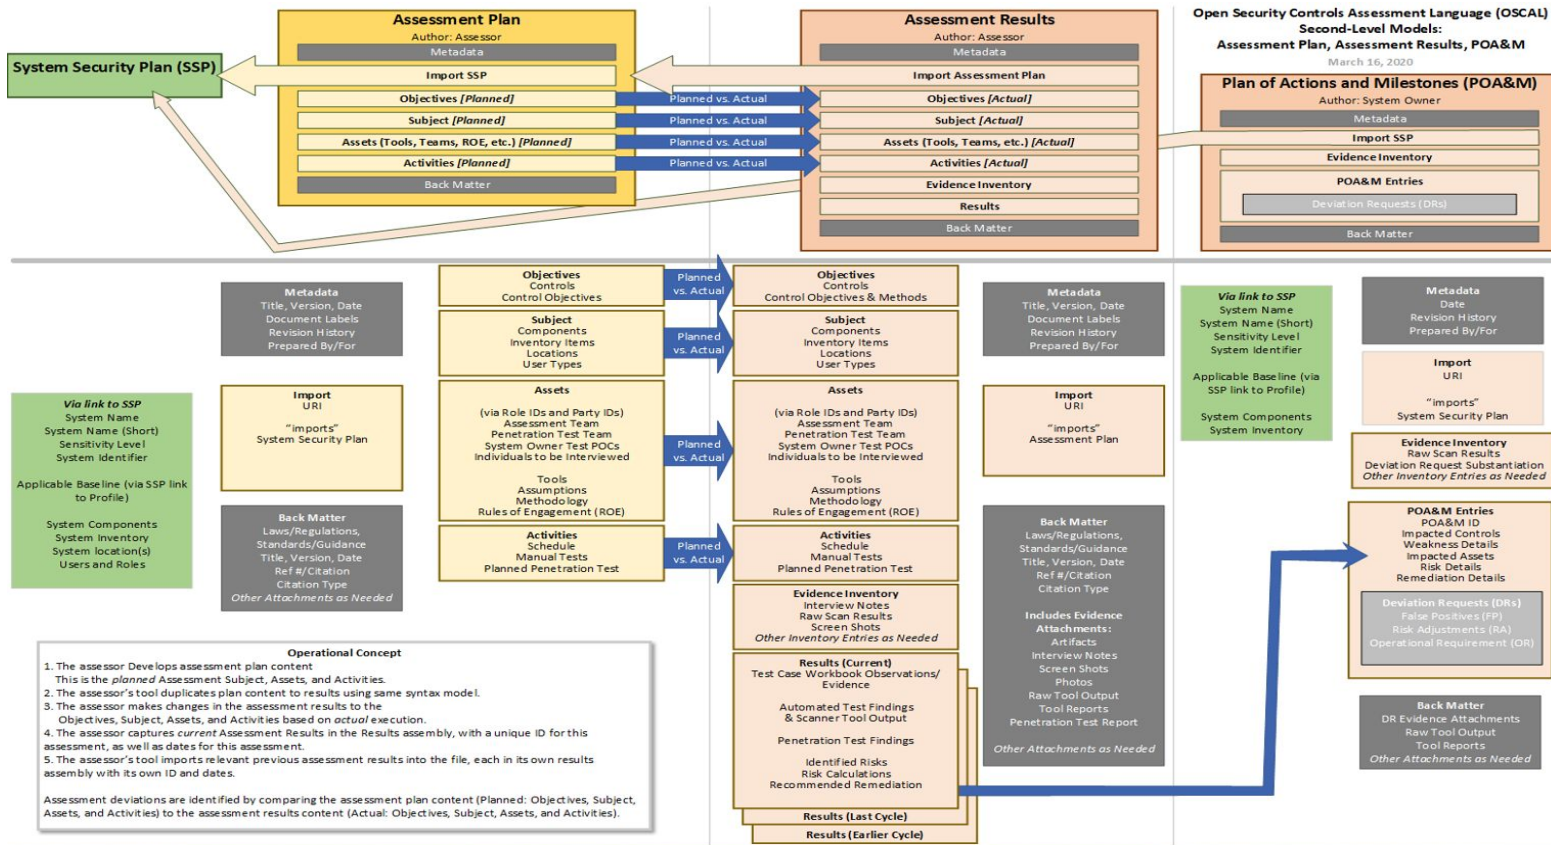 Open Security Controls Assessment Language (OSCAL)
Second-Level Models:
Assessment Plan, Assessment Results, POA&M
March 16, 2020
System Security Plan (SSP)
Assessment Plan
Author: Assessor
Metadata
Import SSP
Objectives [Planned]
Subject [Planned]
Assets (Tools, Teams, ROE, etc.) [Planned]
Activities [Planned]
Back Matter
Planned vs. Actual
Planned vs. Actual
Planned vs. Actual
Planned vs. Actual
Assessment Results
Author: Assessor
Metadata
Import Assessment Plan
Objectives [Actual]
Subject [Actual]
Assets (Tools, Teams, etc.) [Actual]
Activities [Actual]
Evidence Inventory
Results
Back Matter
Plan of Actions and Milestones (POA&M)
Author: System Owner
Metadata
Import SSP
Evidence Inventory
POA&M Entries
Deviation Requests (DRs)
Back Matter
Via link to SSP
System Name
System Name (Short)
Sensitivity Level
System Identifier
Applicable Baseline (via SSP link
to Profile)
System Components
System Inventory
System location(s)
Users and Roles
Metadata
Title, Version, Date
Document Labels
Revision History
Prepared By/For
Import
URI
"imports"
System Security Plan
Back Matter
Laws/Regulations,
Standards/Guidance
Title, Version, Date
Ref #/Citation
Citation Type
Other Attachments as Needed
Objectives
Controls
Control Objectives
Subject
Components
Inventory Items
Locations
User Types
Assets
(via Role IDs and Party IDs)
Assessment Team
Penetration Test Team
System Owner Test POCs
Individuals to be Interviewed
Tools
Assumptions
Methodology
Rules of Engagement (ROE)
Activities
Schedule
Manual Tests
Planned Penetration Test
Planned
vs. Actual
Planned
vs. Actual
Planned
vs. Actual
Planned
vs. Actual
Objectives
Controls
Control Objectives & Methods
Subject
Components
Inventory Items
Locations
User Types
Assets
(via Role IDs and Party IDs)
Assessment Team
Penetration Test Team
System Owner Test POCs
Individuals to be Interviewed
Tools
Assumptions
Methodology
Rules of Engagement (ROE)
Activities
Schedule
Manual Tests
Planned Penetration Test
Evidence Inventory
Interview Notes
Raw Scan Results
Screen Shots
Other Inventory Entries as Needed
Results (Current)
Test Case Workbook Observations/
Evidence
Automated Test Findings
& Scanner Tool Output
Penetration Test Findings
Identified Risks
Risk Calculations
Recommended Remediation
Results (Last Cycle)
Results (Earlier Cycle)
Metadata
Title, Version, Date
Document Labels
Revision History
Prepared By/For
Import
URI
"imports"
Assessment Plan
Back Matter
Laws/Regulations,
Standards/Guidance
Title, Version, Date
Ref #/Citation
Citation Type
Includes Evidence
Attachments:
Artifacts
Interview Notes
Screen Shots
Photos
Raw Tool Output
Tool Reports
Penetration Test Report
Other Attachments as Needed
Via link to SSP
System Name
System Name (Short)
Sensitivity Level
System Identifier
Applicable Baseline (via
SSP link to Profile)
System Components
System Inventory
Metadata
Date
Revision History
Prepared By/For
Import
URI
"imports"
System Security Plan
Evidence Inventory
Raw Scan Results
Deviation Request Substantiation
Other Inventory Entries as Needed
POA&M Entries
POA&M ID
Impacted Controls
Weakness Details
Impacted Assets
Risk Details
Remediation Details
Deviation Requests (DRs)
False Positives (FP)
Risk Adjustments (RA)
Operational Requirement (OR)
Back Matter
DR Evidence Attachments
Raw Tool Output
Tool Reports
Other Attachments as Needed
Operational Concept
1. The assessor Develops assessment plan content
This is the planned Assessment Subject, Assets, and Activities.
2. The assessor's tool duplicates plan content to results using same syntax model.
3. The assessor makes changes in the assessment results to the
Objectives, Subject, Assets, and Activities based on actual execution.
4. The assessor captures current Assessment Results in the Results assembly, with a unique ID for this
assessment, as well as dates for this assessment.
5. The assessor's tool imports relevant previous assessment results into the file, each in its own results
assembly with its own ID and dates.
Assessment deviations are identified by comparing the assessment plan content (Planned: Objectives, Subject,
Assets, and Activities) to the assessment results content (Actual: Objectives, Subject, Assets, and Activities).